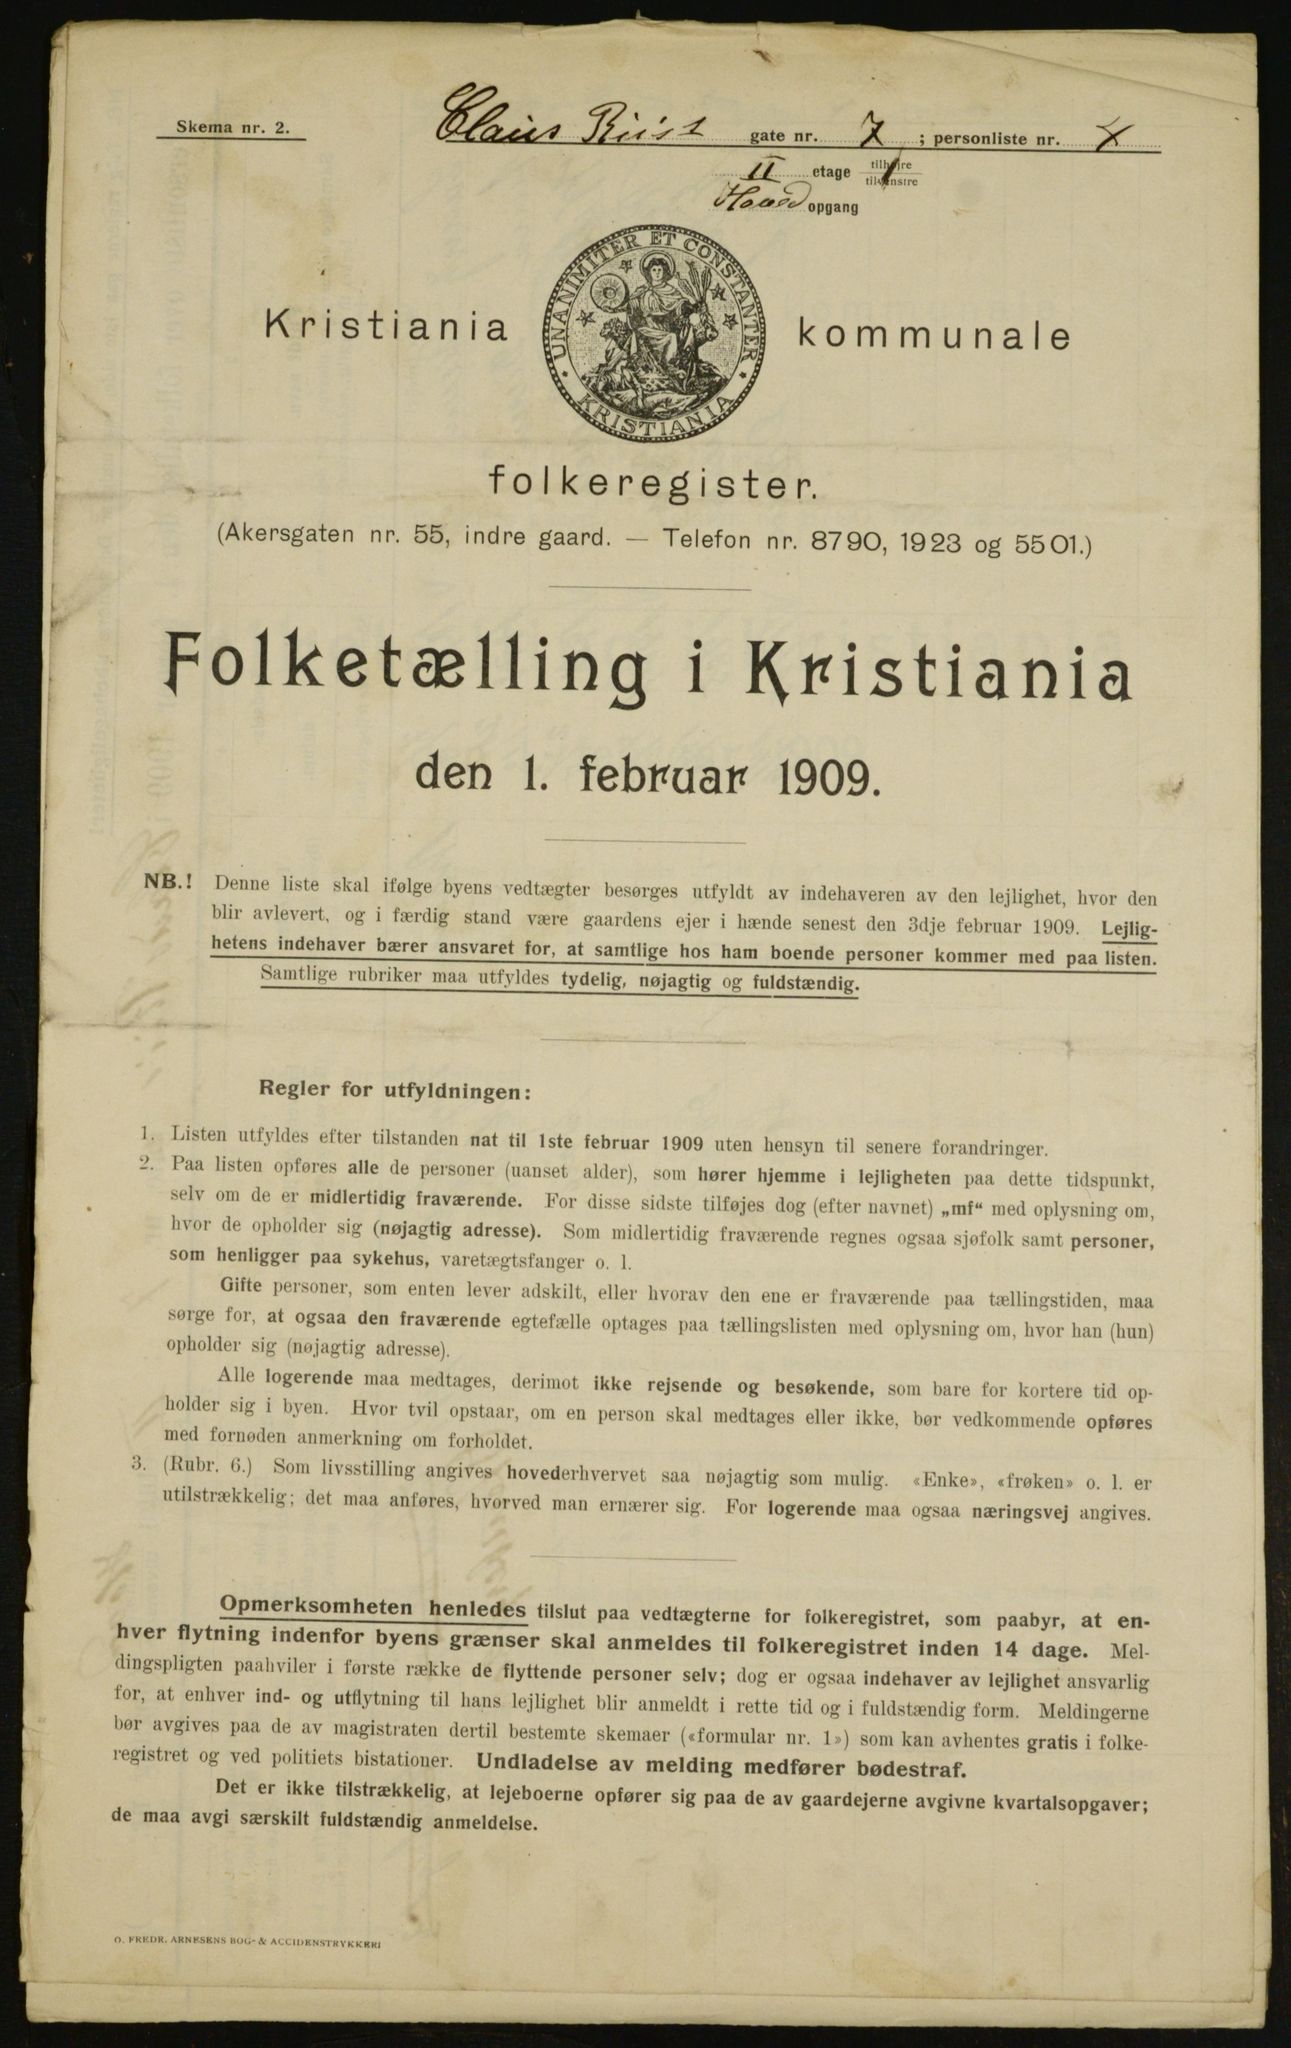 Skema nr. 2.
Claus Riis's gate nr. 7 ; personliste nr. 4
II etage tilhøjre
tilvenstre
Hoved opgang
UNANIMITER ET CONSTANTER
KRISTIANIA
Kristiania kommunale
folkeregister.
(Akersgaten nr. 55, indre gaard. — Telefon nr. 8790, 1923 og 5501.)
Folketælling i Kristiania
den 1. februar 1909.
NB.! Denne liste skal ifølge byens vedtægter besørges utfyldt av indehaveren av den lejlighet, hvor den
blir avlevert, og i færdig stand være gaardens ejer i hænde senest den 3dje februar 1909. Lejlig-
hetens indehaver bærer ansvaret for, at samtlige hos ham boende personer kommer med paa listen.
Samtlige rubriker maa utfyldes tydelig, nøjagtig og fuldstændig.
Regler for utfyldningen:
1. Listen utfyldes efter tilstanden nat til 1ste februar 1909 uten hensyn til senere forandringer.
2. Paa listen opføres alle de personer (uanset alder), som hører hjemme i lejligheten paa dette tidspunkt,
selv om de er midlertidig fraværende. For disse sidste tilføjes dog (efter navnet) „mf“ med oplysning om,
hvor de opholder sig (nøjagtig adresse). Som midlertidig fraværende regnes ogsaa sjøfolk samt personer,
som henligger paa sykehus, varetægtsfanger o. l.
Gifte personer, som enten lever adskilt, eller hvorav den ene er fraværende paa tællingstiden, maa
sørge for, at ogsaa den fraværende egtefælle optages paa tællingslisten med oplysning om, hvor han (hun)
opholder sig (nøjagtig adresse).
Alle logerende maa medtages, derimot ikke rejsende og besøkende, som bare for kortere tid op-
holder sig i byen. Hvor tvil opstaar, om en person skal medtages eller ikke, bør vedkommende opføres
med fornøden anmerkning om forholdet.
3. (Rubr. 6.) Som livsstilling angives hovederhvervet saa nøjagtig som mulig. «Enke», «frøken» o. l. er
utilstrækkelig; det maa anføres, hvorved man ernærer sig. For logerende maa ogsaa næringsvej angives.
Opmerksomheten henledes tilslut paa vedtægterne for folkeregistret, som paabyr, at en-
hver flytning indenfor byens grænser skal anmeldes til folkeregistret inden 14 dage. Mel-
dingspligten paahviler i første række de flyttende personer selv; dog er ogsaa indehaver av lejlighet ansvarlig
for, at enhver ind- og utflytning til hans lejlighet blir anmeldt i rette tid og i fuldstændig form. Meldingerne
bør avgives paa de av magistraten dertil bestemte skemaer («formular nr. 1») som kan avhentes gratis i folke-
registret og ved politiets bistationer. Undladelse av melding medfører bødestraf.
Det er ikke tilstrækkelig, at lejeboerne opfører sig paa de av gaardejerne avgivne kvartalsopgaver;
de maa avgi særskilt fuldstændig anmeldelse.
O. FREDR. ARNESENS BOG- & ACCIDENSTRYKKERI